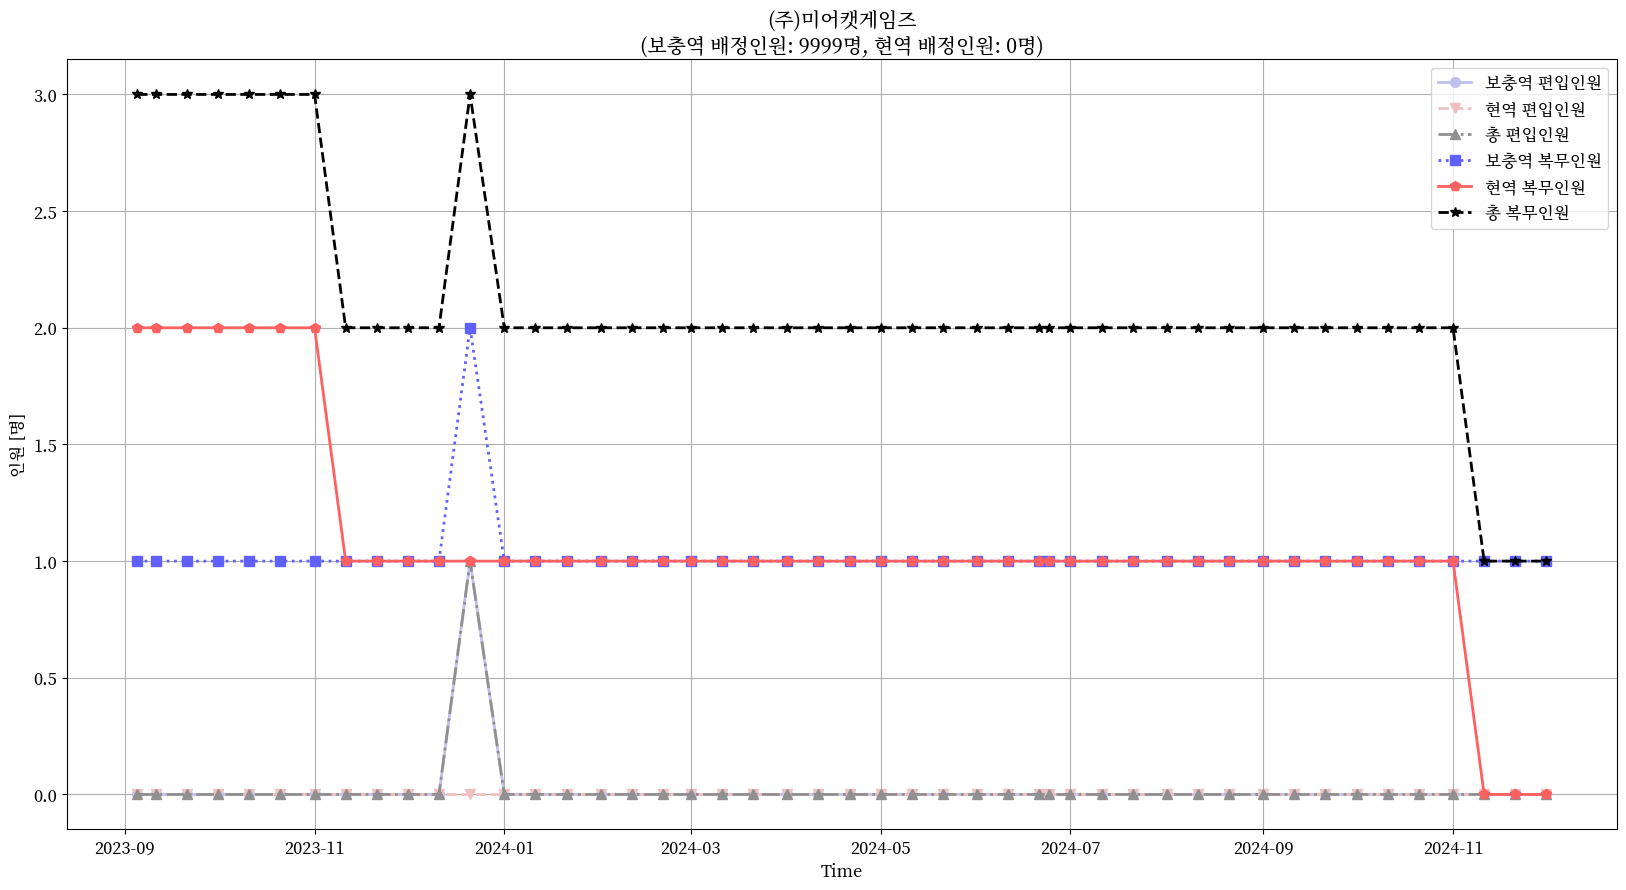 (주)미어캣게임즈
(보충역 배정인원: 9999명, 현역 배정인원: 0명)
보충역 편입인원
현역 편입인원
총 편입인원
보충역 복무인원
현역 복무인원
총 복무인원
인원 [명]
3.0
2.5
2.0
1.5
1.0
0.5
0.0
2023-09
2023-11
2024-01
2024-03
2024-05
2024-07
2024-09
2024-11
Time